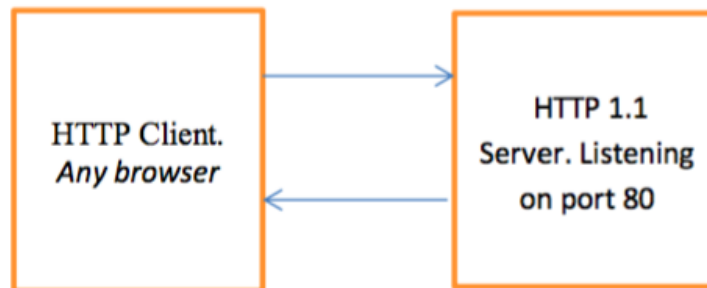 HTTP Client.
Any browser
HTTP 1.1
Server. Listening
on port 80